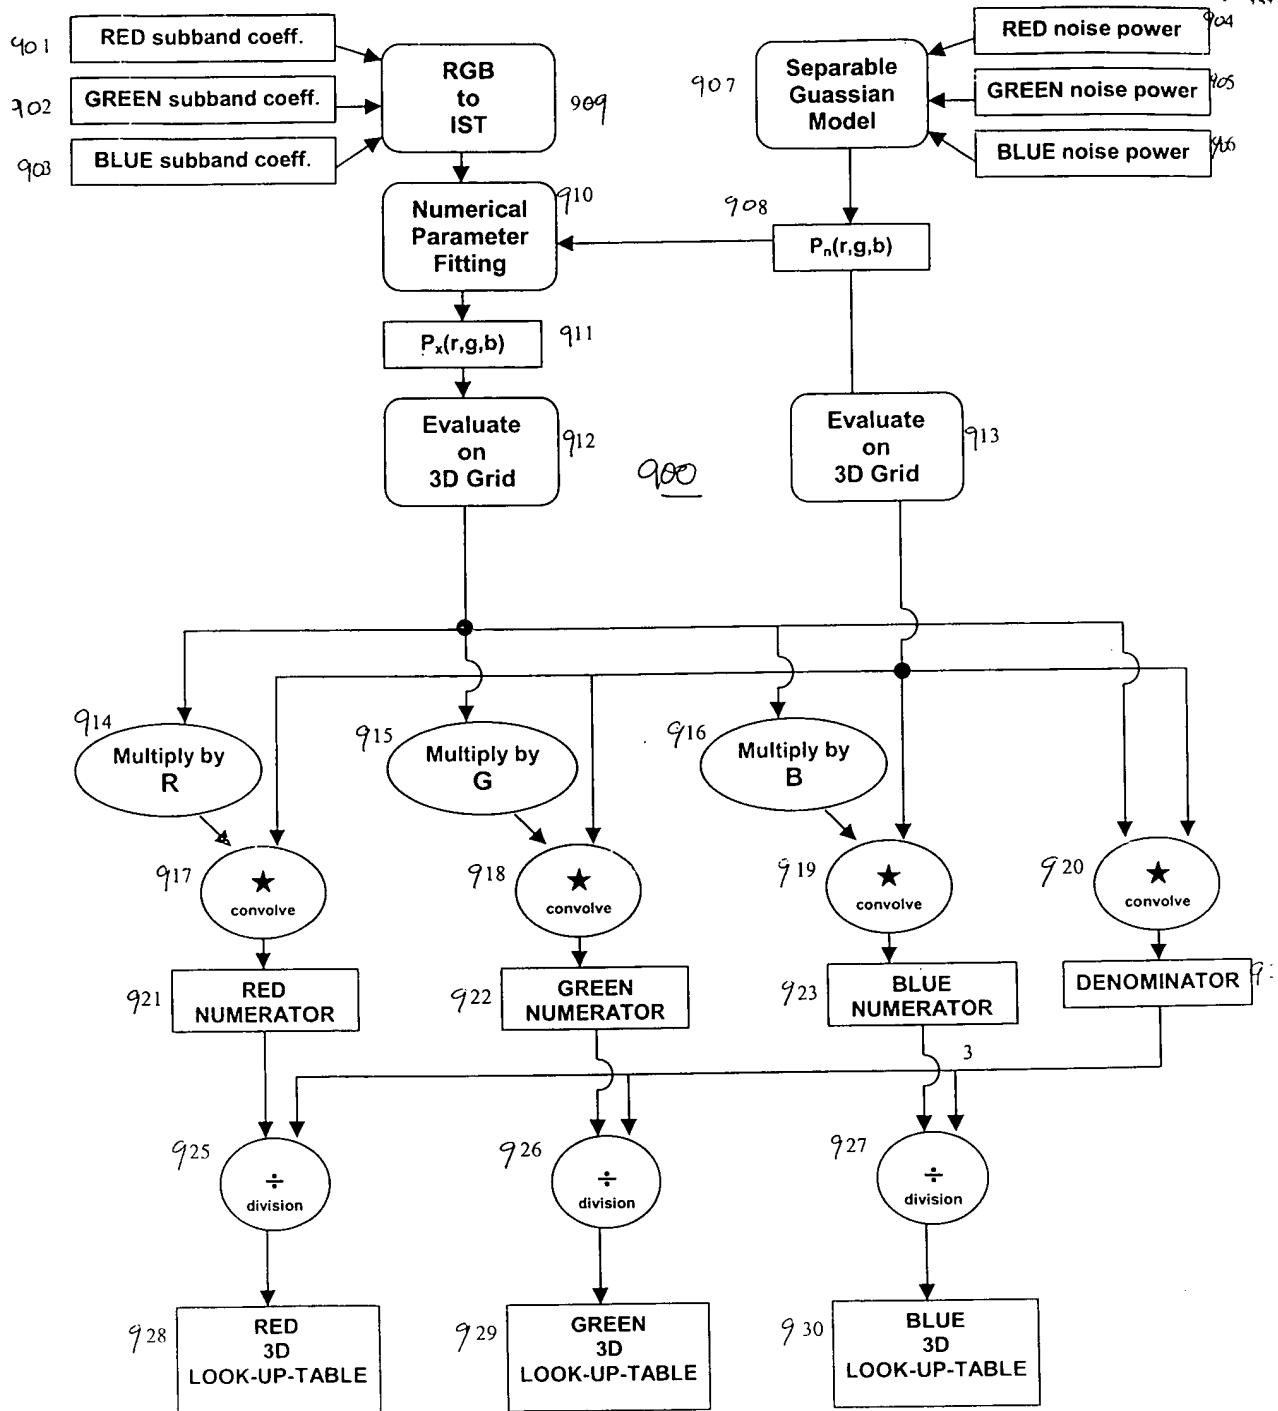 901
RED subband coeff.
902
GREEN subband coeff.
903
BLUE subband coeff.
RGB
to
IST
909
907
Separable
Guassian
Model
RED noise power
904
GREEN noise power
905
BLUE noise power
906
910
Numerical
Parameter
Fitting
908
Pn(r,g,b)
Px(r,g,b)
911
Evaluate
on
3D Grid
912
900
Evaluate
on
3D Grid
913
914
Multiply by
R
915
Multiply by
G
916
Multiply by
B
917
★
convolve
918
★
convolve
919
★
convolve
920
★
convolve
921
RED
NUMERATOR
922
GREEN
NUMERATOR
923
BLUE
NUMERATOR
DENOMINATOR
3
925
÷
division
926
÷
division
927
÷
division
928
RED
3D
LOOK-UP-TABLE
929
GREEN
3D
LOOK-UP-TABLE
930
BLUE
3D
LOOK-UP-TABLE